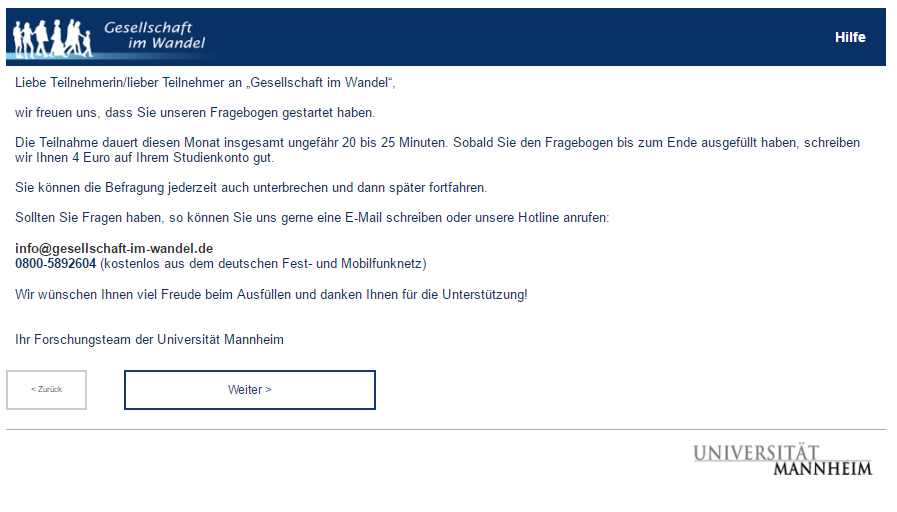 Gesellschaft
im Wandel
Hilfe
Liebe Teilnehmerin/lieber Teilnehmer an „Gesellschaft im Wandel“,
wir freuen uns, dass Sie unseren Fragebogen gestartet haben.
Die Teilnahme dauert diesen Monat insgesamt ungefähr 20 bis 25 Minuten. Sobald Sie den Fragebogen bis zum Ende ausgefüllt haben, schreiben
wir Ihnen 4 Euro auf Ihrem Studienkonto gut.
Sie können die Befragung jederzeit auch unterbrechen und dann später fortfahren.
Sollten Sie Fragen haben, so können Sie uns gerne eine E-Mail schreiben oder unsere Hotline anrufen:
info@gesellschaft-im-wandel.de
0800-5892604 (kostenlos aus dem deutschen Fest- und Mobilfunknetz)
Wir wünschen Ihnen viel Freude beim Ausfüllen und danken Ihnen für die Unterstützung!
Ihr Forschungsteam der Universität Mannheim
< Zurück
Weiter >
UNIVERSITÄT
MANNHEIM